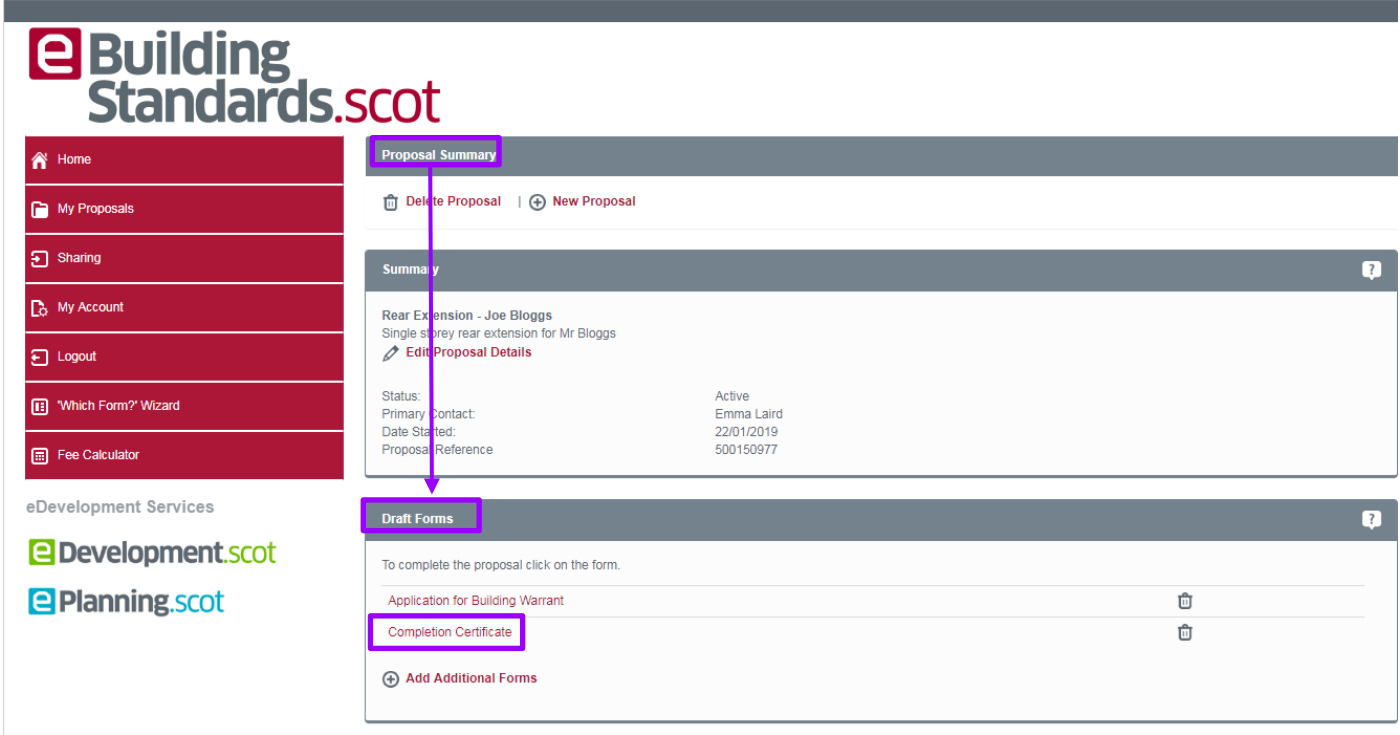 e Building
Standards.scot
Home
My Proposals
Sharing
My Account
Logout
'Which Form?' Wizard
Fee Calculator
eDevelopment Services
e Development.scot
e Planning.scot
Proposal Summary
Delete Proposal | New Proposal
Summary ?
Rear Extension - Joe Bloggs
Single storey rear extension for Mr Bloggs
Edit Proposal Details
Status: Active
Primary Contact: Emma Laird
Date Started: 22/01/2019
Proposal Reference 500150977
Draft Forms ?
To complete the proposal click on the form.
Application for Building Warrant
Completion Certificate
Add Additional Forms